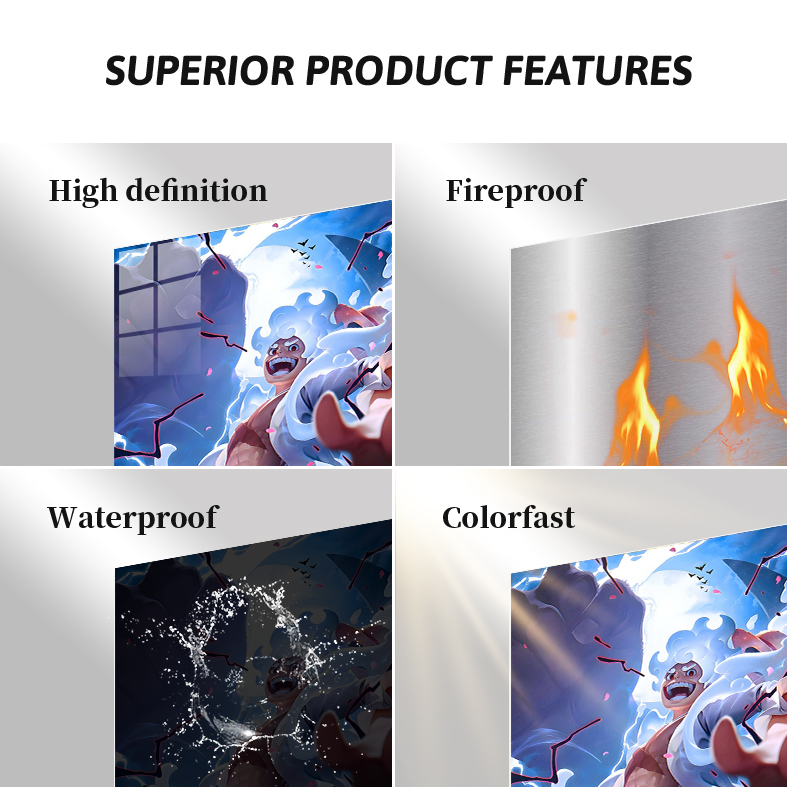 SUPERIOR PRODUCT FEATURES
High definition
Fireproof
Waterproof
Colorfast